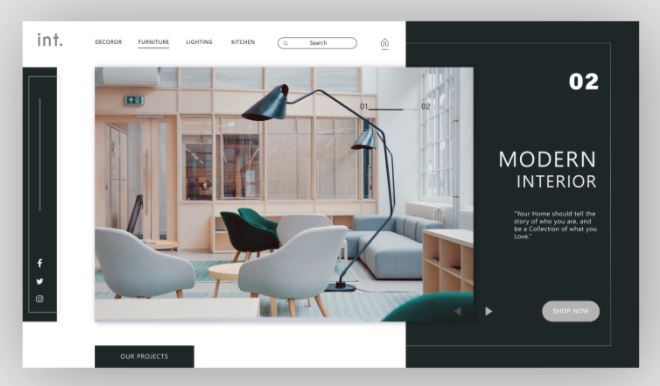 int.
DECOROR
FURNITURE
LIGHTING
KITCHEN
Search
02
01
02
MODERN
INTERIOR
"Your Home should tell the
story of who you are, and
be a Collection of what you
Love."
SHOP NOW
OUR PROJECTS